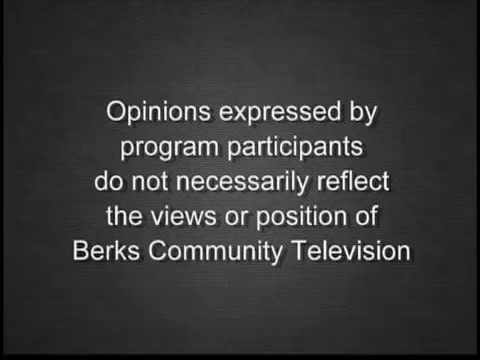 Opinions expressed by
program participants
do not necessarily reflect
the views or position of
Berks Community Television